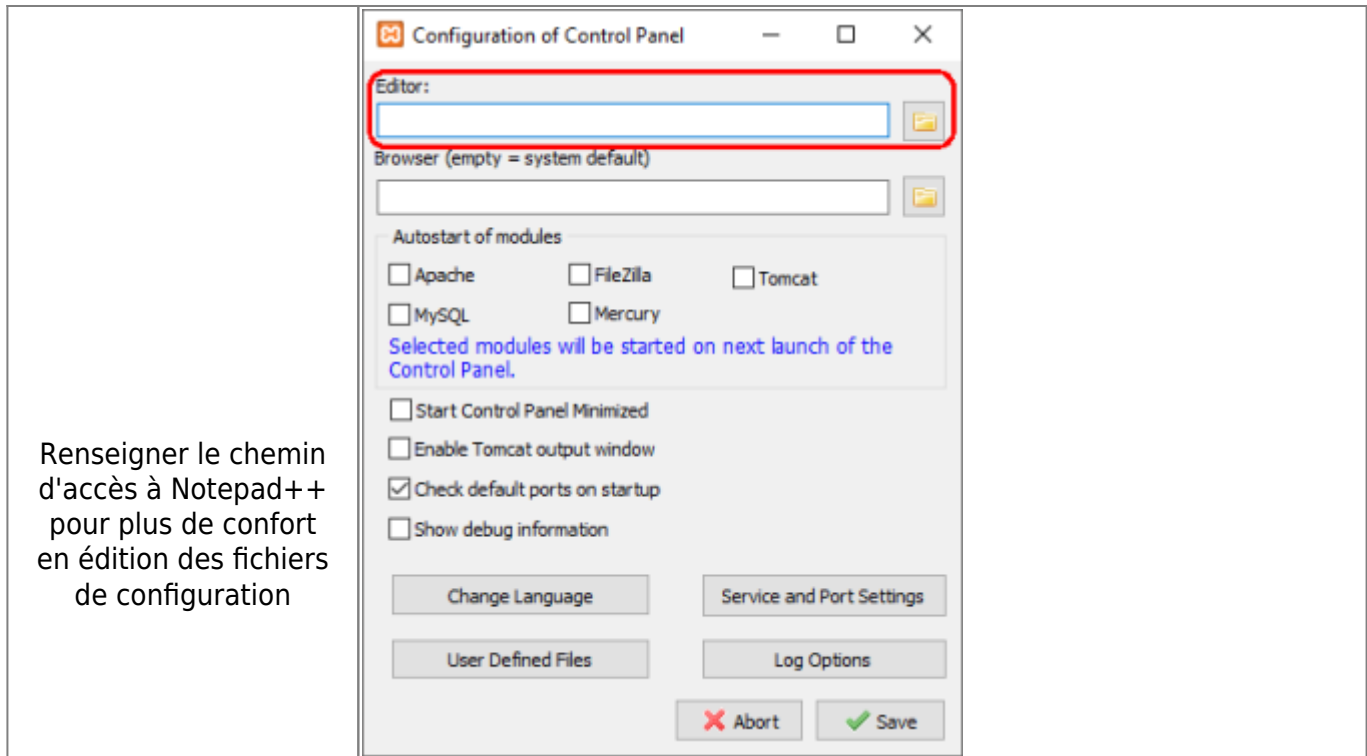 Configuration of Control Panel
Editor:
Browser (empty = system default)
Autostart of modules
Apache FileZilla Tomcat
MySQL Mercury
Selected modules will be started on next launch of the
Control Panel.
Start Control Panel Minimized
Enable Tomcat output window
Check default ports on startup
Show debug information
Change Language Service and Port Settings
User Defined Files Log Options
Abort Save
Renseigner le chemin
d'accès à Notepad++
pour plus de confort
en édition des fichiers
de configuration